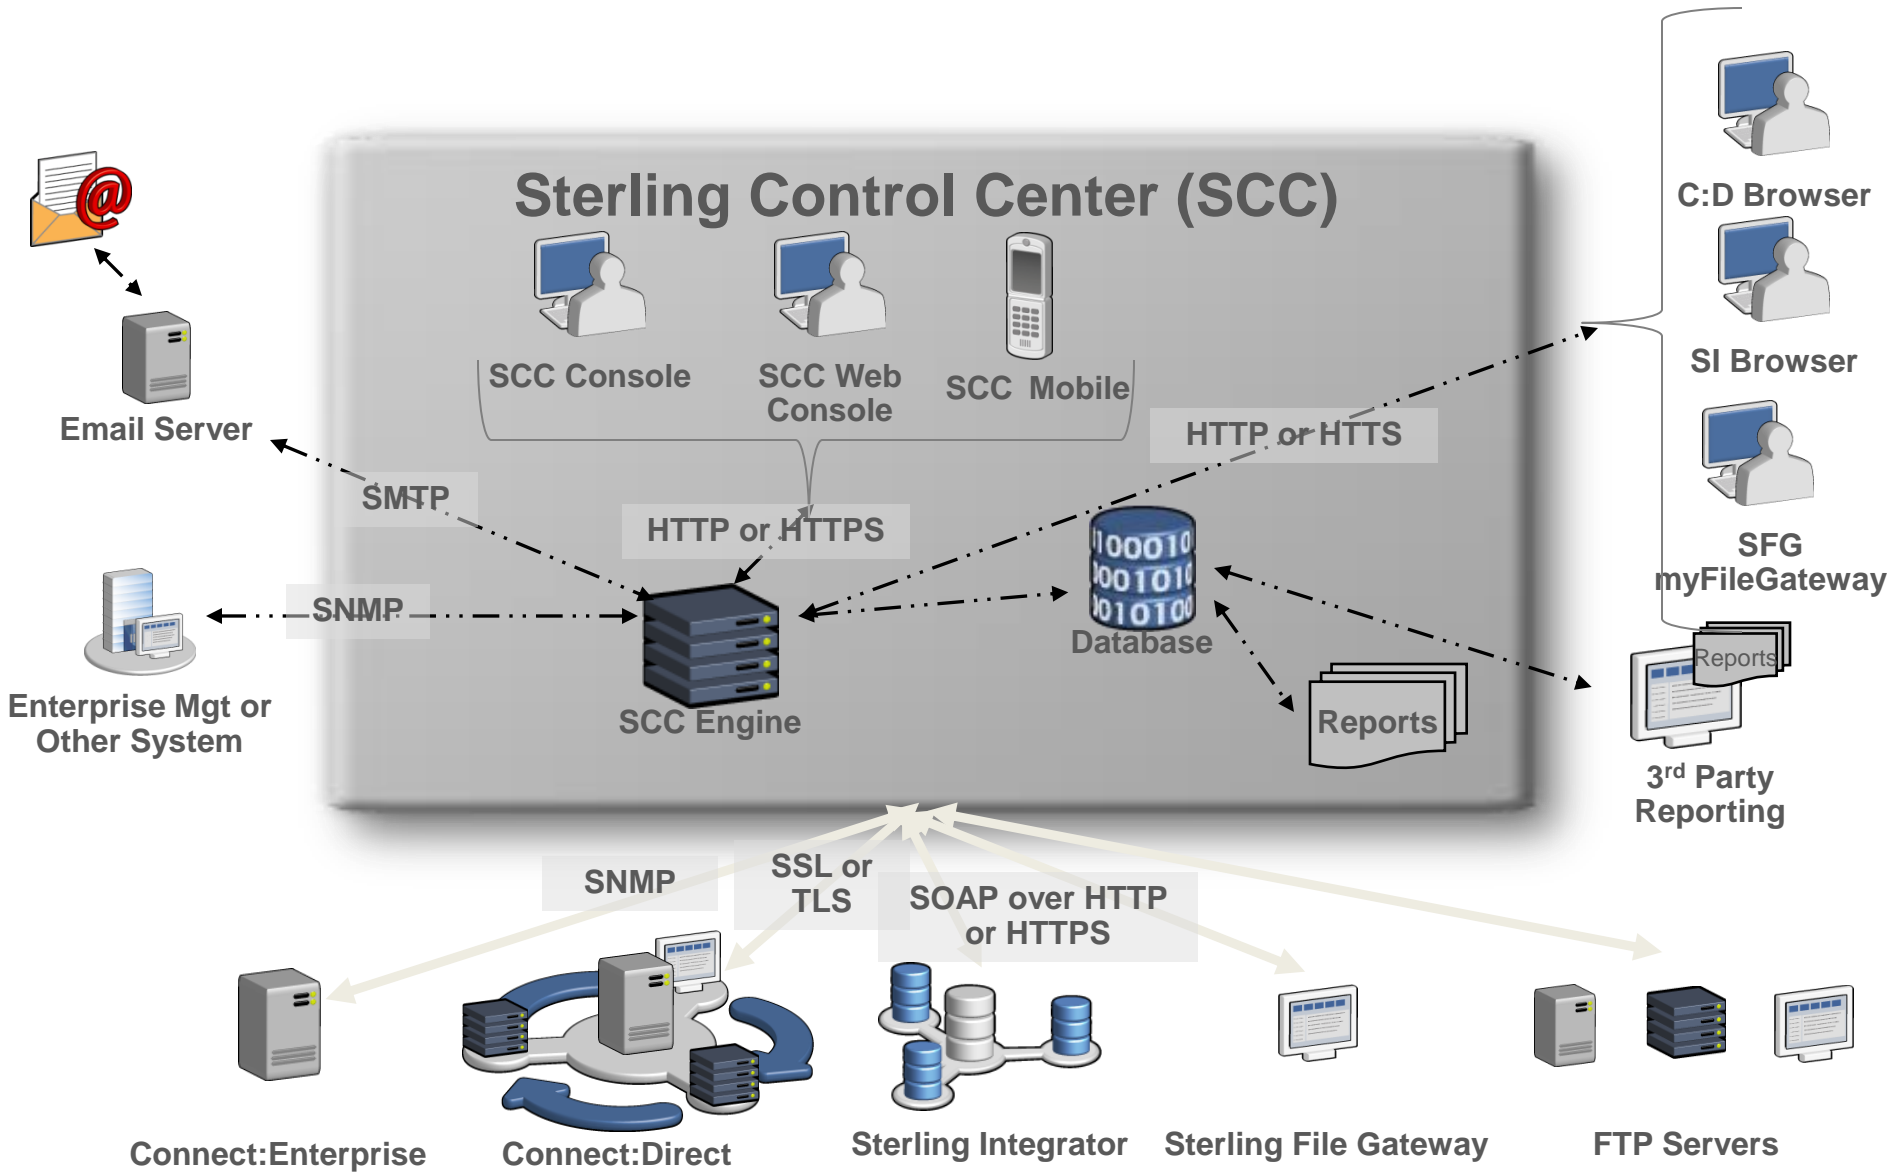 Sterling Control Center (SCC)
C:D Browser
SI Browser
SFG
myFileGateway
SCC Console
SCC Web
Console
SCC Mobile
Email Server
HTTP or HTTS
SMTP
HTTP or HTTPS
100010
0001010
0010100
Database
SNMP
SCC Engine
Enterprise Mgt or
Other System
Reports
Reports
3rd Party
Reporting
SNMP
SSL or
TLS
SOAP over HTTP
or HTTPS
Connect:Enterprise
Connect:Direct
Sterling Integrator
Sterling File Gateway
FTP Servers